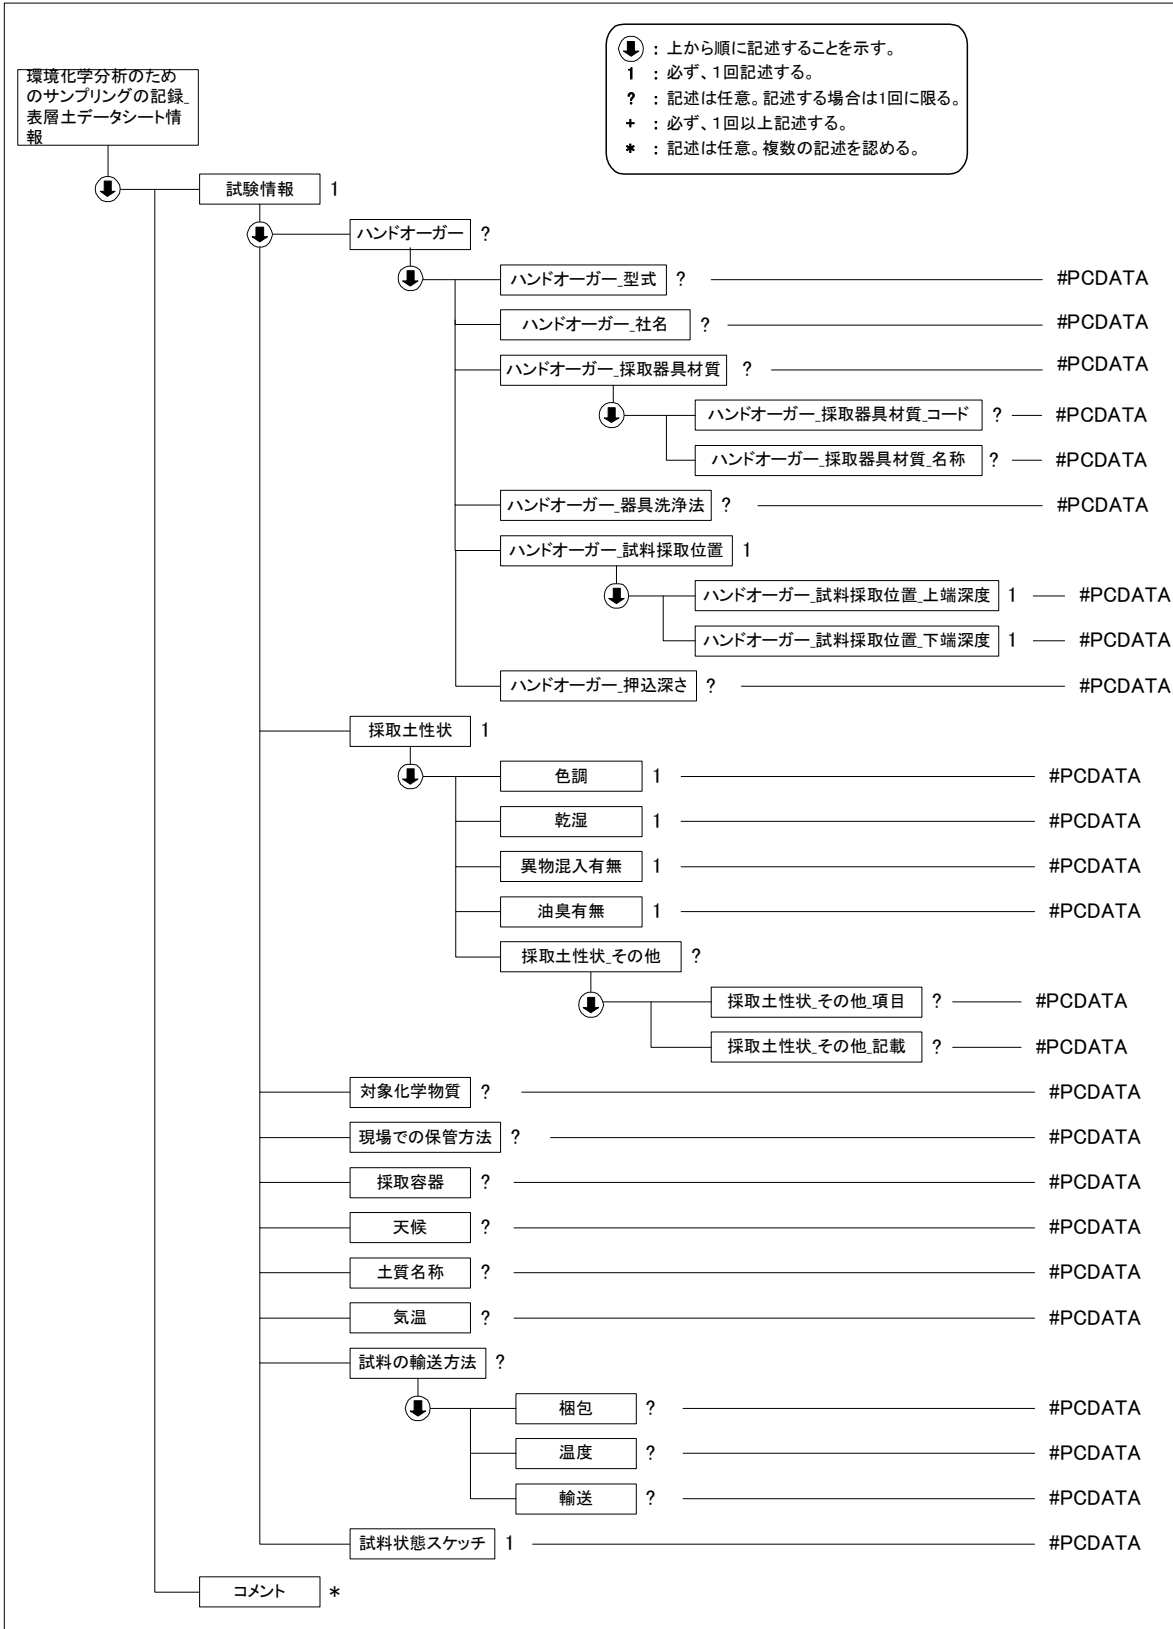 ： 上から順に記述することを示す。
1 ： 必ず、1回記述する。
? ： 記述は任意。記述する場合は1回に限る。
+ ： 必ず、1回以上記述する。
* ： 記述は任意。複数の記述を認める。
環境化学分析のため
のサンプリングの記録_
表層土データシート情
報
試験情報 1
ハンドオーガー ?
ハンドオーガー_型式 ? #PCDATA
ハンドオーガー_社名 ? #PCDATA
ハンドオーガー_採取器具材質 ? #PCDATA
ハンドオーガー_採取器具材質_コード ? #PCDATA
ハンドオーガー_採取器具材質_名称 ? #PCDATA
ハンドオーガー_器具洗浄法 ? #PCDATA
ハンドオーガー_試料採取位置 1
ハンドオーガー_試料採取位置_上端深度 1 #PCDATA
ハンドオーガー_試料採取位置_下端深度 1 #PCDATA
ハンドオーガー_押込深さ ? #PCDATA
採取土性状 1
色調 1 #PCDATA
乾湿 1 #PCDATA
異物混入有無 1 #PCDATA
油臭有無 1 #PCDATA
採取土性状_その他 ?
採取土性状_その他_項目 ? #PCDATA
採取土性状_その他_記載 ? #PCDATA
対象化学物質 ? #PCDATA
現場での保管方法 ? #PCDATA
採取容器 ? #PCDATA
天候 ? #PCDATA
土質名称 ? #PCDATA
気温 ? #PCDATA
試料の輸送方法 ?
梱包 ? #PCDATA
温度 ? #PCDATA
輸送 ? #PCDATA
試料状態スケッチ 1 #PCDATA
コメント *